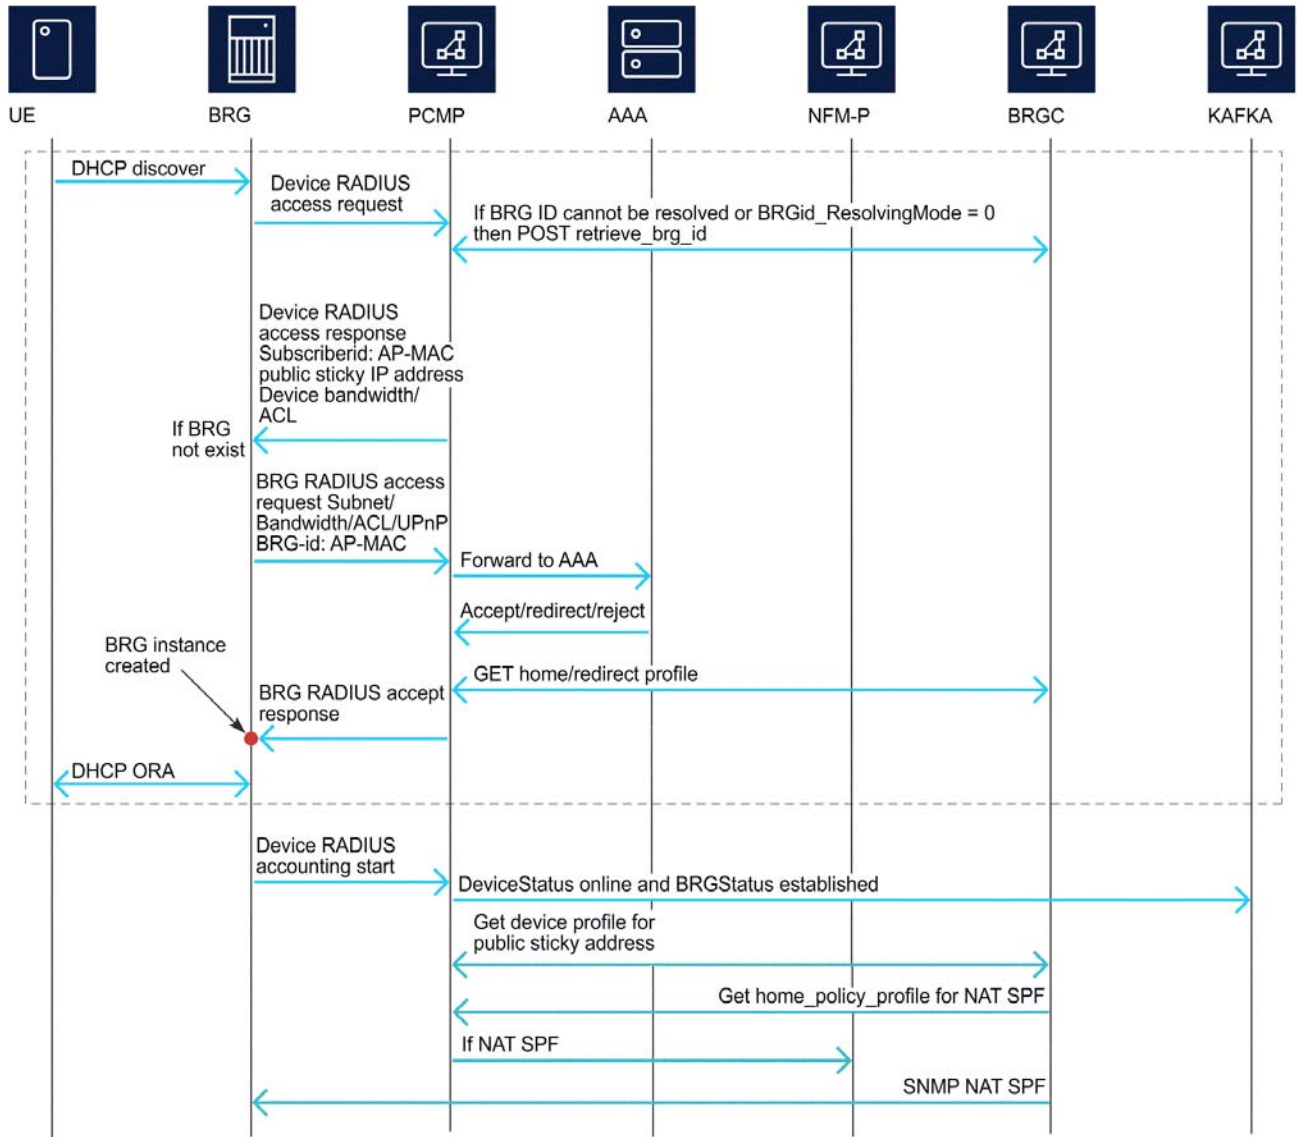 UE
BRG
PCMP
AAA
NFM-P
BRGC
KAFKA
DHCP discover
Device RADIUS
access request
If BRG ID cannot be resolved or BRGid_ResolvingMode = 0
then POST retrieve_brg_id
Device RADIUS
access response
Subscriberid: AP-MAC
public sticky IP address
Device bandwidth/
ACL
If BRG
not exist
BRG RADIUS access
request Subnet/
Bandwidth/ACL/UPnP
BRG-id: AP-MAC
Forward to AAA
Accept/redirect/reject
BRG instance
created
GET home/redirect profile
BRG RADIUS accept
response
DHCP ORA
Device RADIUS
accounting start
DeviceStatus online and BRGStatus established
Get device profile for
public sticky address
Get home_policy_profile for NAT SPF
If NAT SPF
SNMP NAT SPF